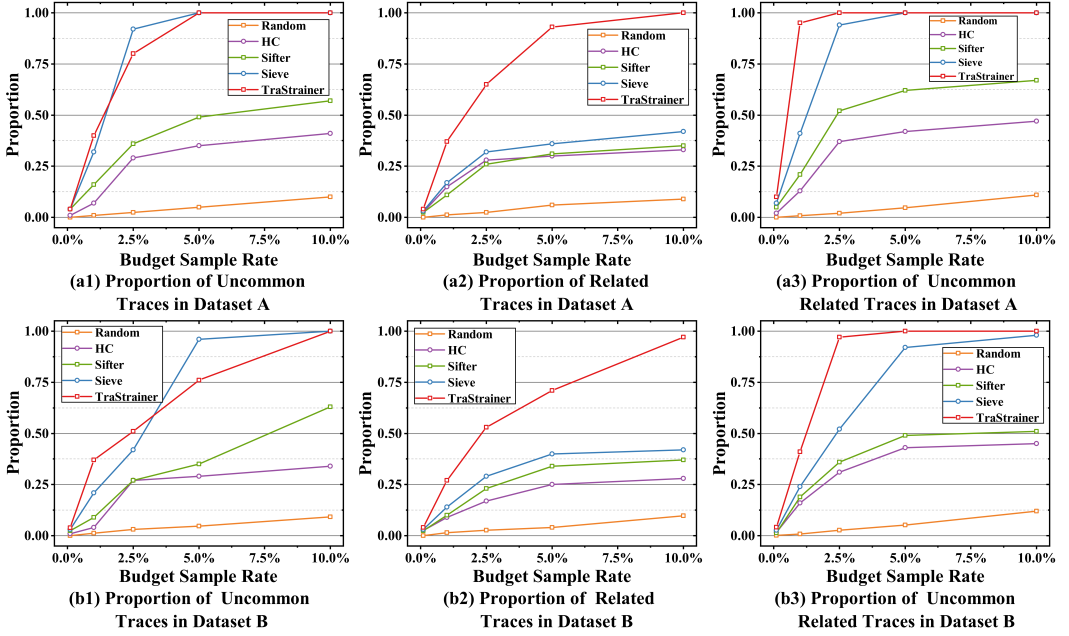 1.00
0.75
0.50
0.25
0.00
Proportion
Random
HC
Sifter
Sieve
TraStrainer
0.0% 2.5% 5.0% 7.5% 10.0%
Budget Sample Rate
(a1) Proportion of Uncommon
Traces in Dataset A
1.00
0.75
0.50
0.25
0.00
Proportion
Random
HC
Sifter
Sieve
TraStrainer
0.0% 2.5% 5.0% 7.5% 10.0%
Budget Sample Rate
(a2) Proportion of Related
Traces in Dataset A
1.00
0.75
0.50
0.25
0.00
Proportion
Random
HC
Sifter
Sieve
TraStrainer
0.0% 2.5% 5.0% 7.5% 10.0%
Budget Sample Rate
(a3) Proportion of Uncommon
Related Traces in Dataset A
1.00
0.75
0.50
0.25
0.00
Proportion
Random
HC
Sifter
Sieve
TraStrainer
0.0% 2.5% 5.0% 7.5% 10.0%
Budget Sample Rate
(b1) Proportion of Uncommon
Traces in Dataset B
1.00
0.75
0.50
0.25
0.00
Proportion
Random
HC
Sifter
Sieve
TraStrainer
0.0% 2.5% 5.0% 7.5% 10.0%
Budget Sample Rate
(b2) Proportion of Related
Traces in Dataset B
1.00
0.75
0.50
0.25
0.00
Proportion
Random
HC
Sifter
Sieve
TraStrainer
0.0% 2.5% 5.0% 7.5% 10.0%
Budget Sample Rate
(b3) Proportion of Uncommon
Related Traces in Dataset B